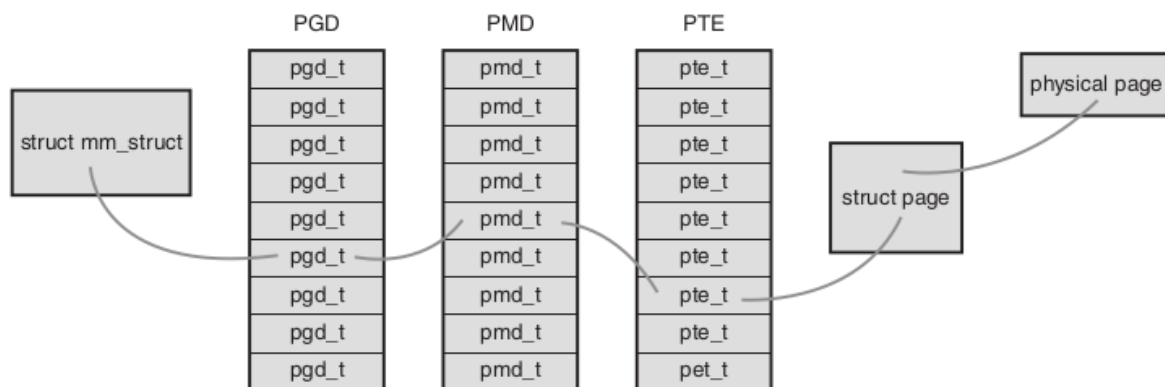 PGD
PMD
PTE
struct mm_struct
pgd_t
pgd_t
pgd_t
pgd_t
pgd_t
pgd_t
pgd_t
pgd_t
pgd_t
pmd_t
pmd_t
pmd_t
pmd_t
pmd_t
pmd_t
pmd_t
pmd_t
pmd_t
pte_t
pte_t
pte_t
pte_t
pte_t
pte_t
pte_t
pte_t
pet_t
struct page
physical page